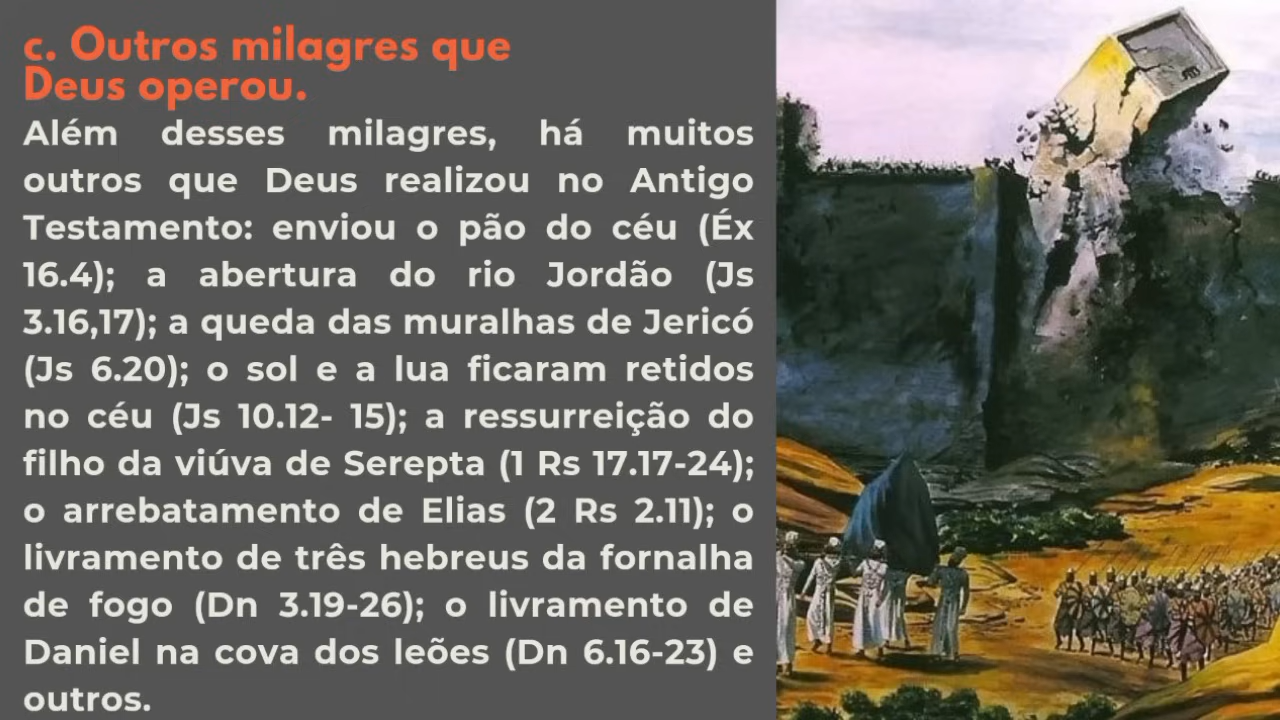 c. Outros milagres que
Deus operou.
Além desses milagres, há muitos
outros que Deus realizou no Antigo
Testamento: enviou o pão do céu (Éx
16.4); a abertura do rio Jordão (Js
3.16,17); a queda das muralhas de Jericó
(Js 6.20); o sol e a lua ficaram retidos
no céu (Js 10.12- 15); a ressurreição do
filho da viúva de Serepta (1 Rs 17.17-24);
o arrebatamento de Elias (2 Rs 2.11); o
livramento de três hebreus da fornalha
de fogo (Dn 3.19-26); o livramento de
Daniel na cova dos leões (Dn 6.16-23) e
outros.